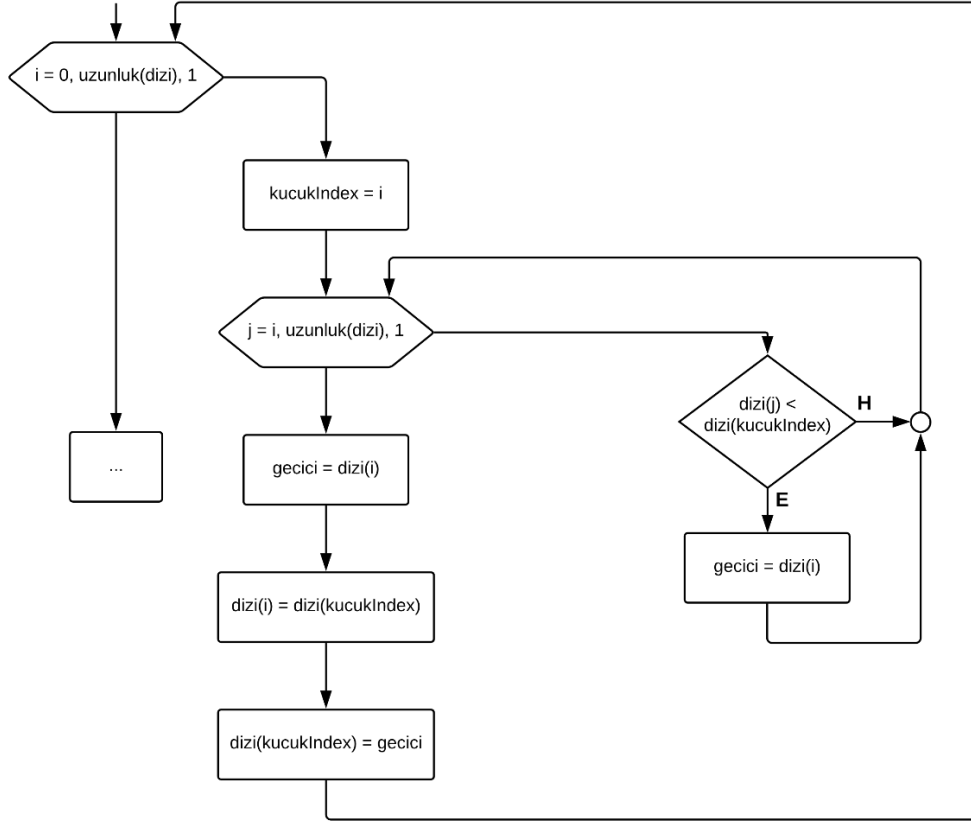 i = 0, uzunluk(dizi), 1
kucukIndex = i
j = i, uzunluk(dizi), 1
dizi(j) <
dizi(kucukIndex)
H
E
gecici = dizi(i)
...
gecici = dizi(i)
dizi(i) = dizi(kucukIndex)
dizi(kucukIndex) = gecici